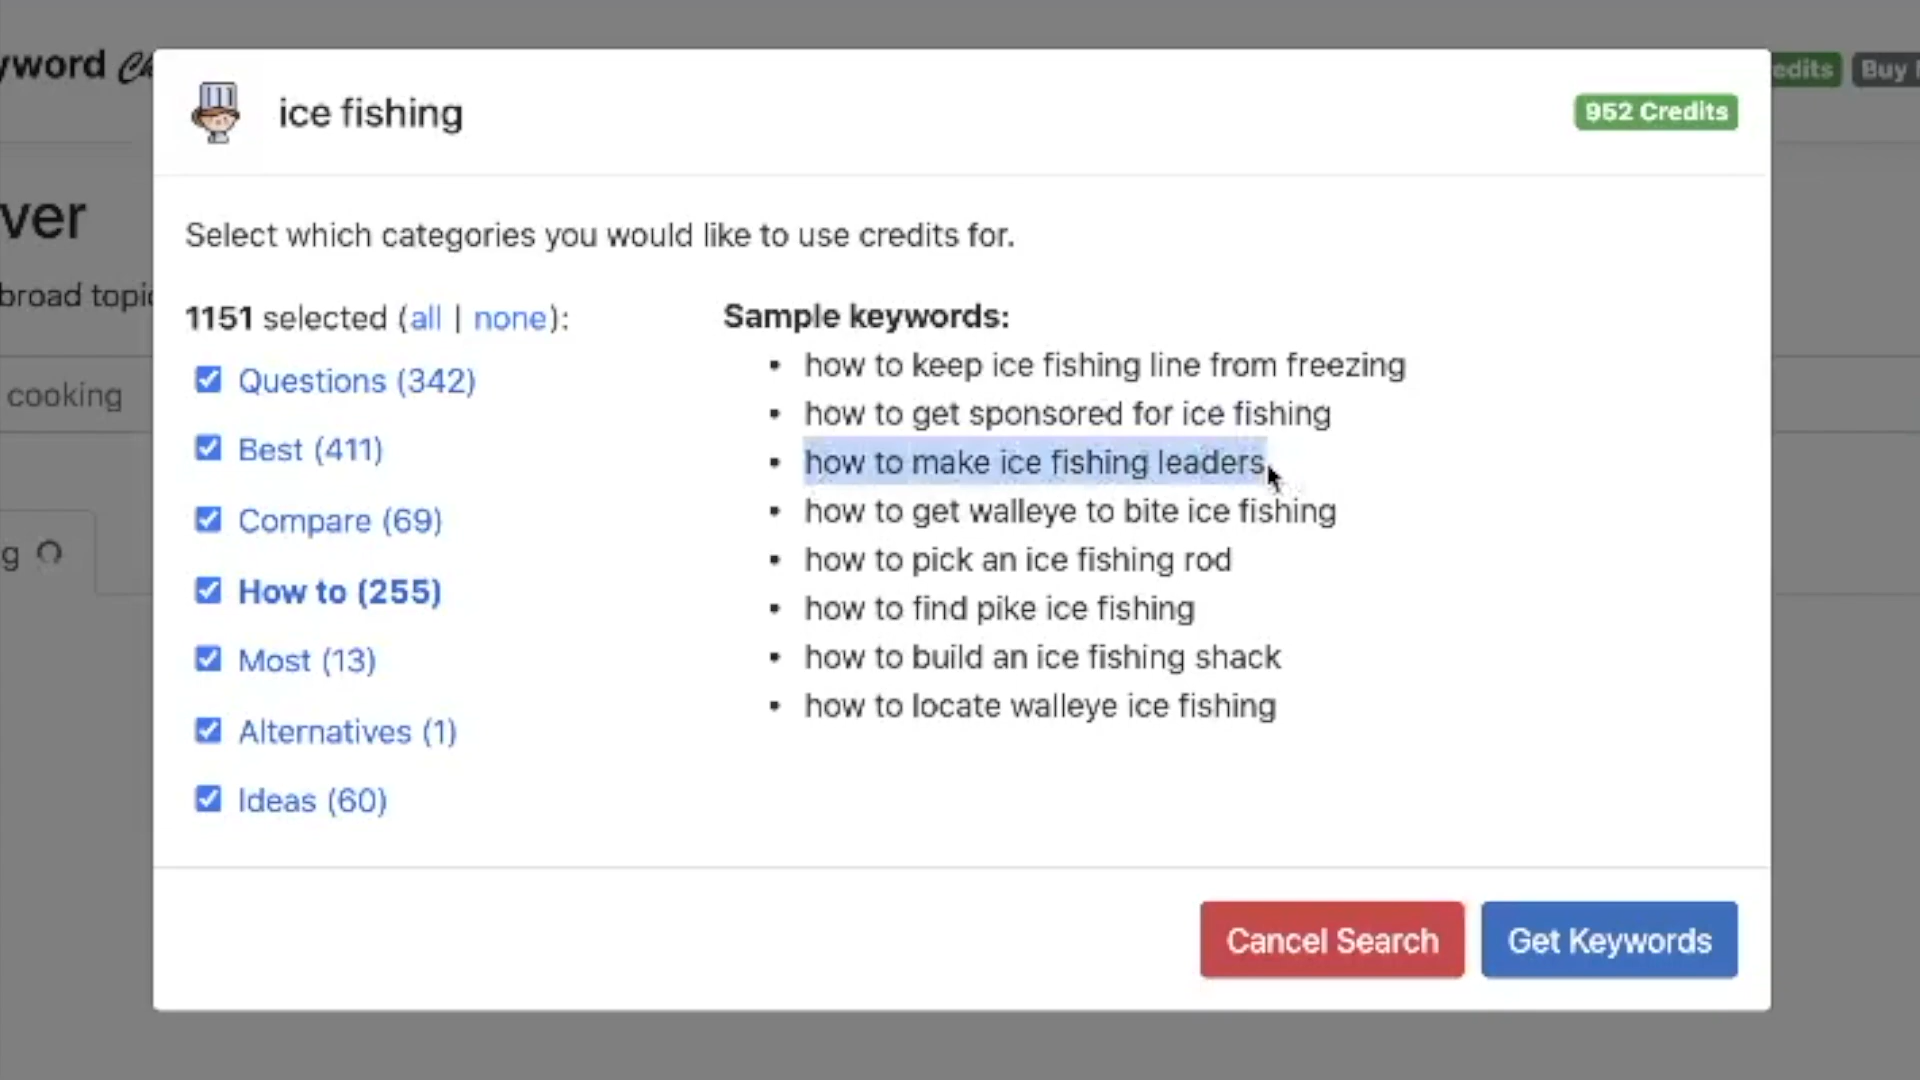 yword Ch
edits
Buy
ice fishing
952 Credits
ver
Select which categories you would like to use credits for.
broad topic
1151 selected (all | none):
Questions (342)
Best (411)
Compare (69)
How to (255)
Most (13)
Alternatives (1)
Ideas (60)
Sample keywords:
• how to keep ice fishing line from freezing
• how to get sponsored for ice fishing
• how to make ice fishing leaders
• how to get walleye to bite ice fishing
• how to pick an ice fishing rod
• how to find pike ice fishing
• how to build an ice fishing shack
• how to locate walleye ice fishing
cooking
g
Cancel Search
Get Keywords